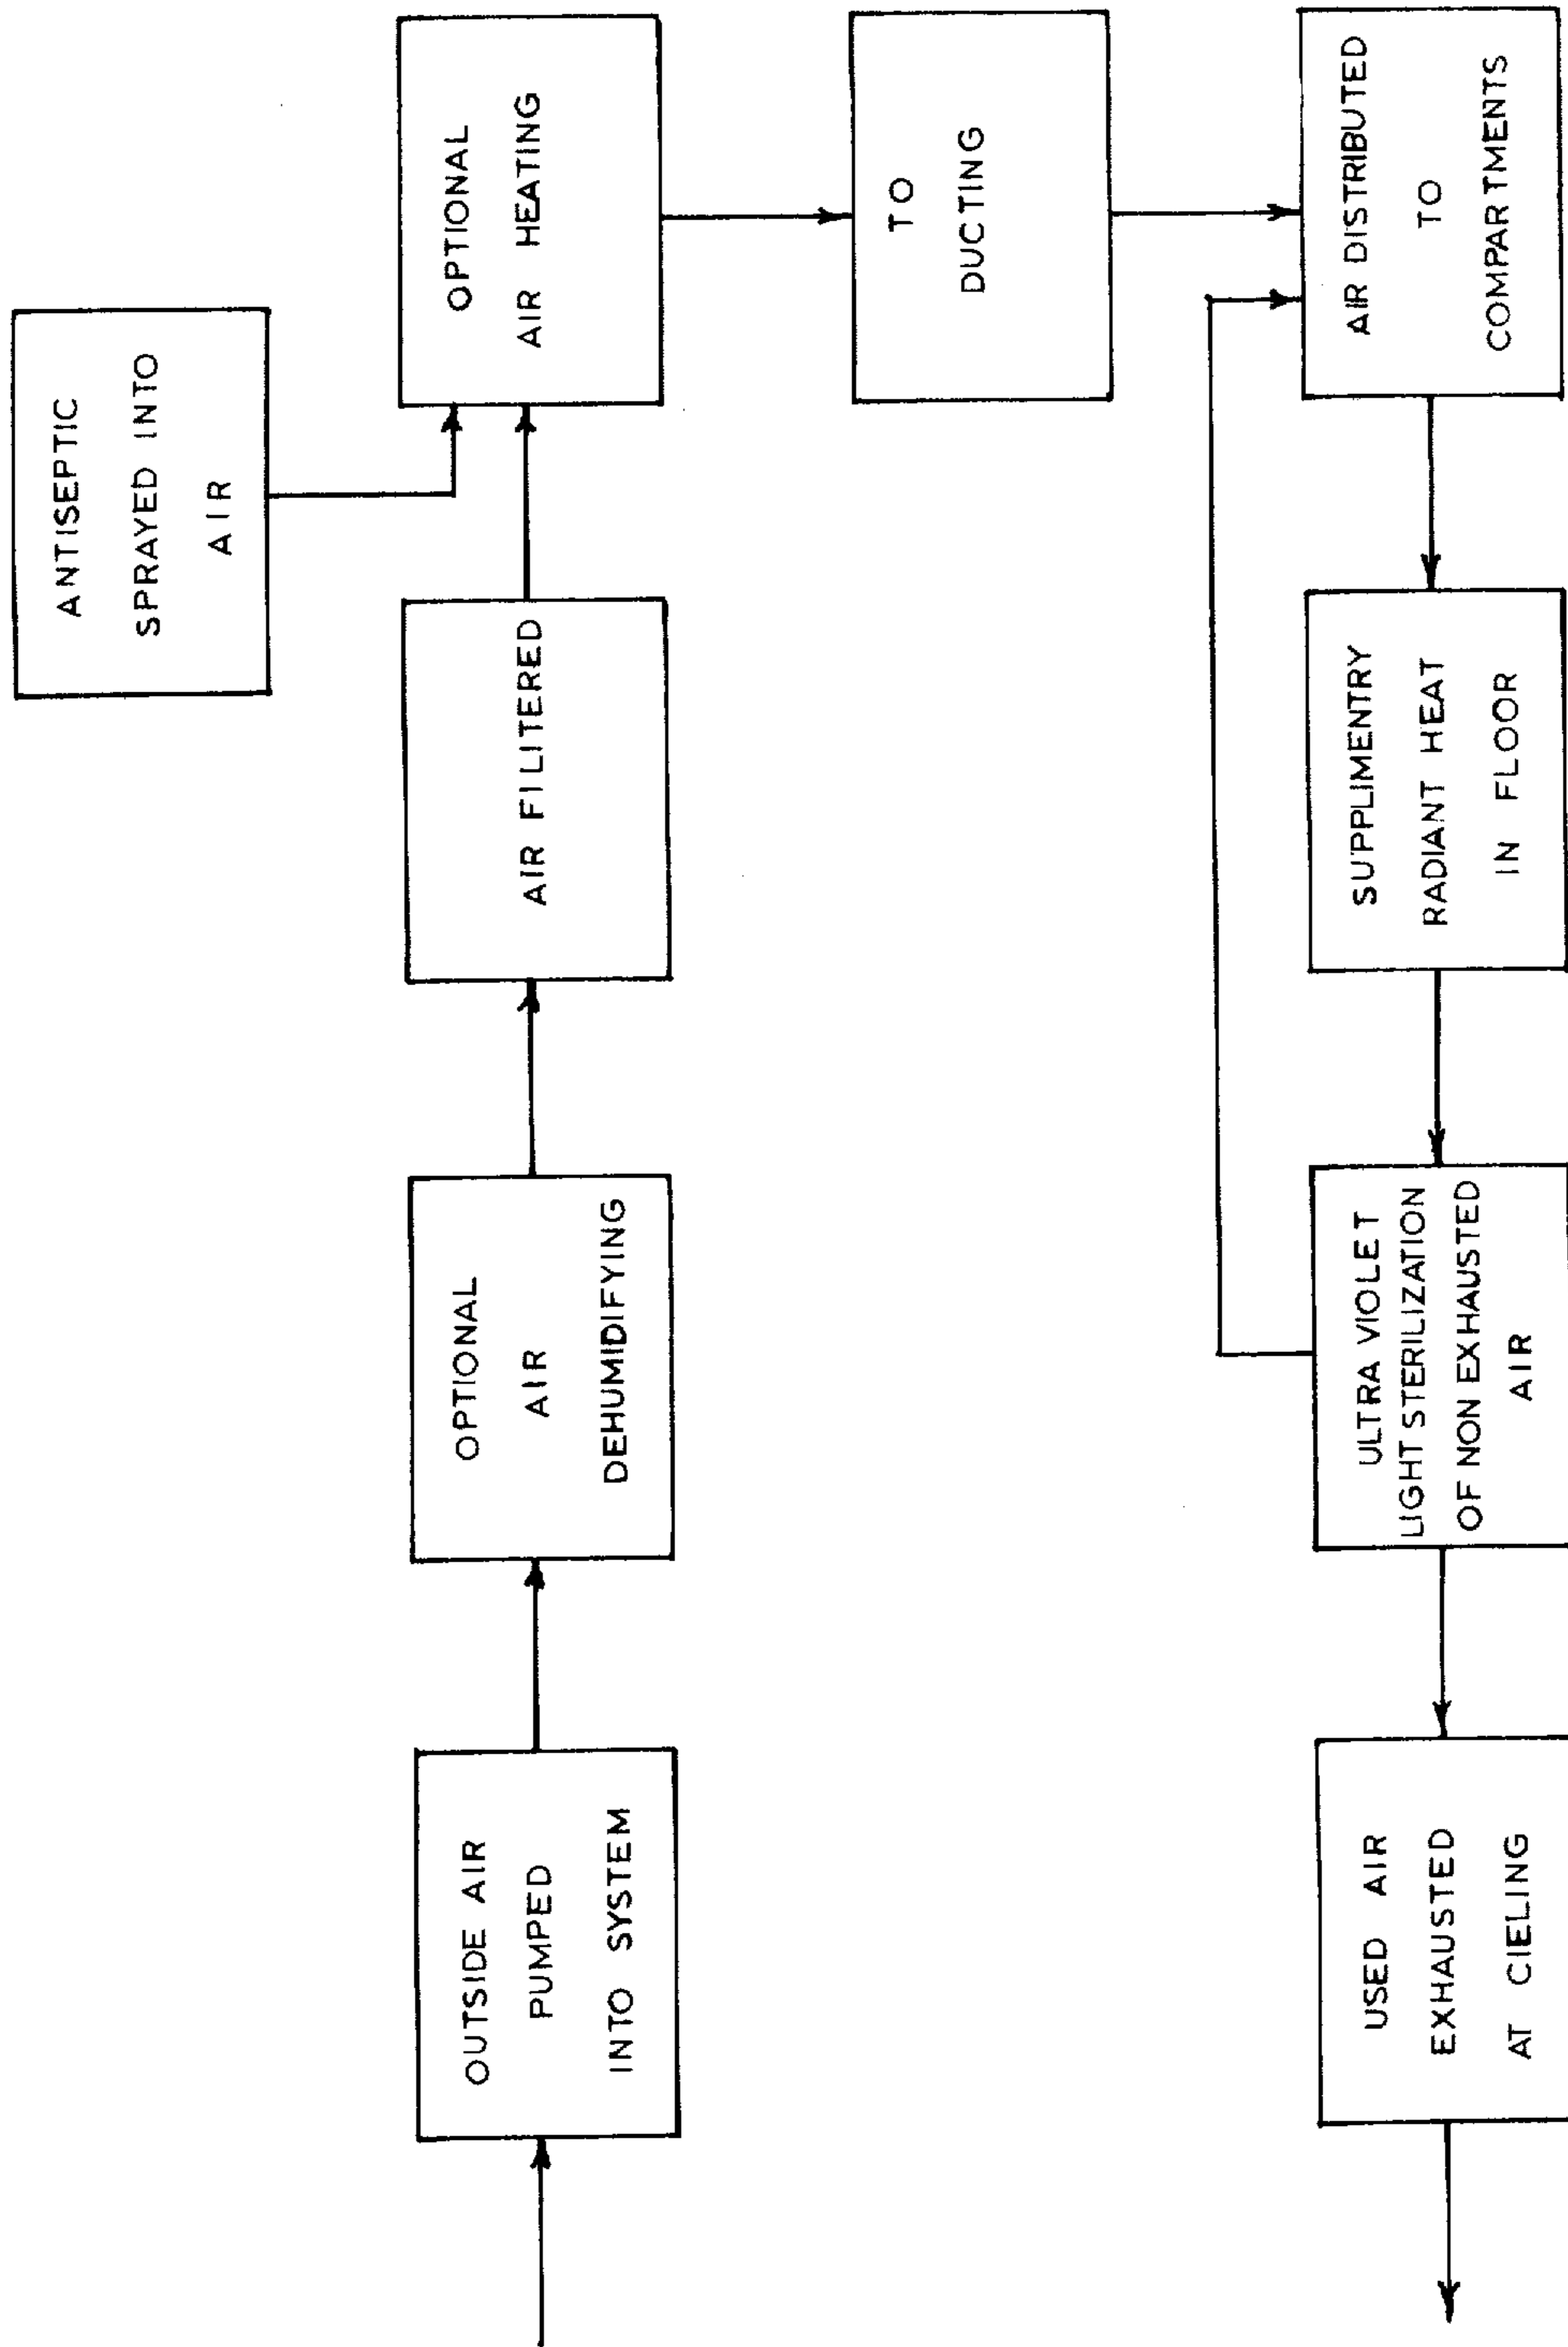 ANTISEPTIC
SPRAYED INTO
AIR
OUTSIDE AIR
PUMPED
INTO SYSTEM
OPTIONAL
AIR
DEHUMIDIFYING
AIR FILITERED
OPTIONAL
AIR HEATING
TO
DUCTING
AIR DISTRIBUTED
TO
COMPARTMENTS
SUPPLIMENTRY
RADIANT HEAT
IN FLOOR
ULTRA VIOLET
LIGHT STERILIZATION
OF NON EXHAUSTED
AIR
USED AIR
EXHAUSTED
AT CIELING